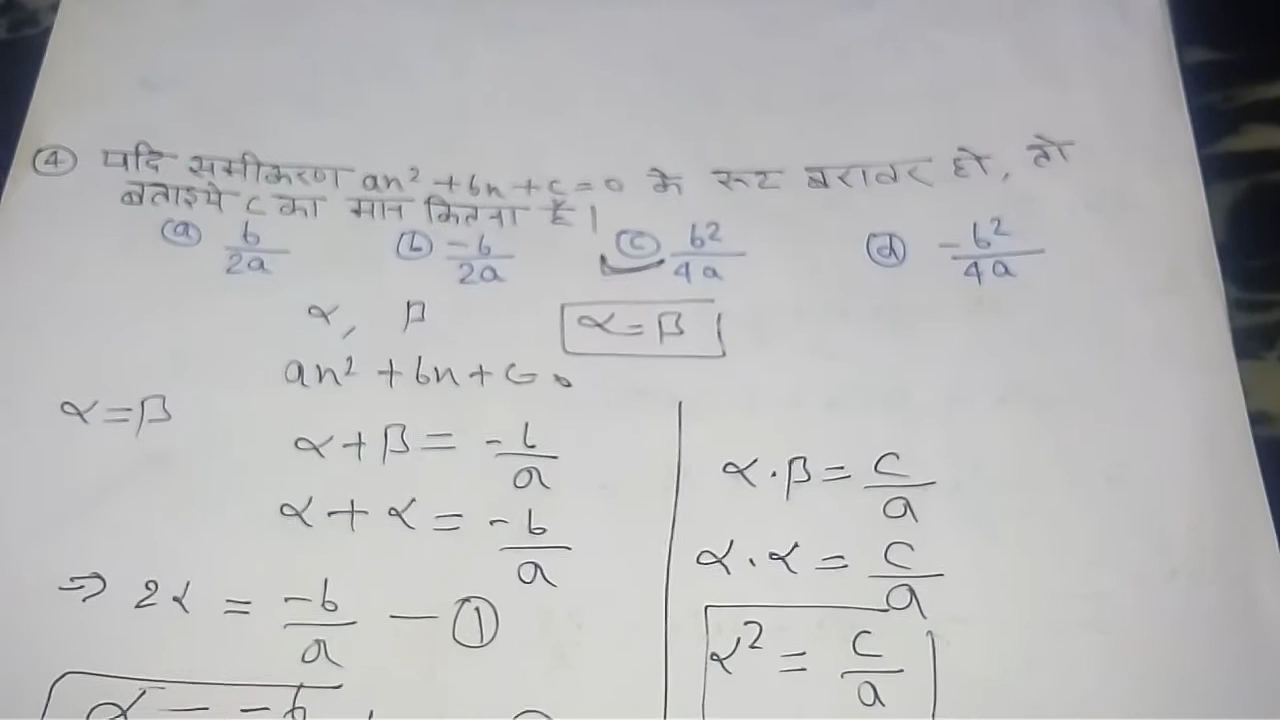 ④ यदि समीकरण an² + bn + c = 0 के रूट बराबर हो, तो
बताइये c का मान कितना है।
ⓐ b/2a ⓑ -b/2a ⓒ b2/4a ⓓ -b²/4a
α, β α=β
an² + bn + c=0
α=β
α+β = -b/a
α+α = -b/a
⇒ 2α = -b/a — ①
α = -b
α·β = c/a
α·α = c/a
α² = c/a